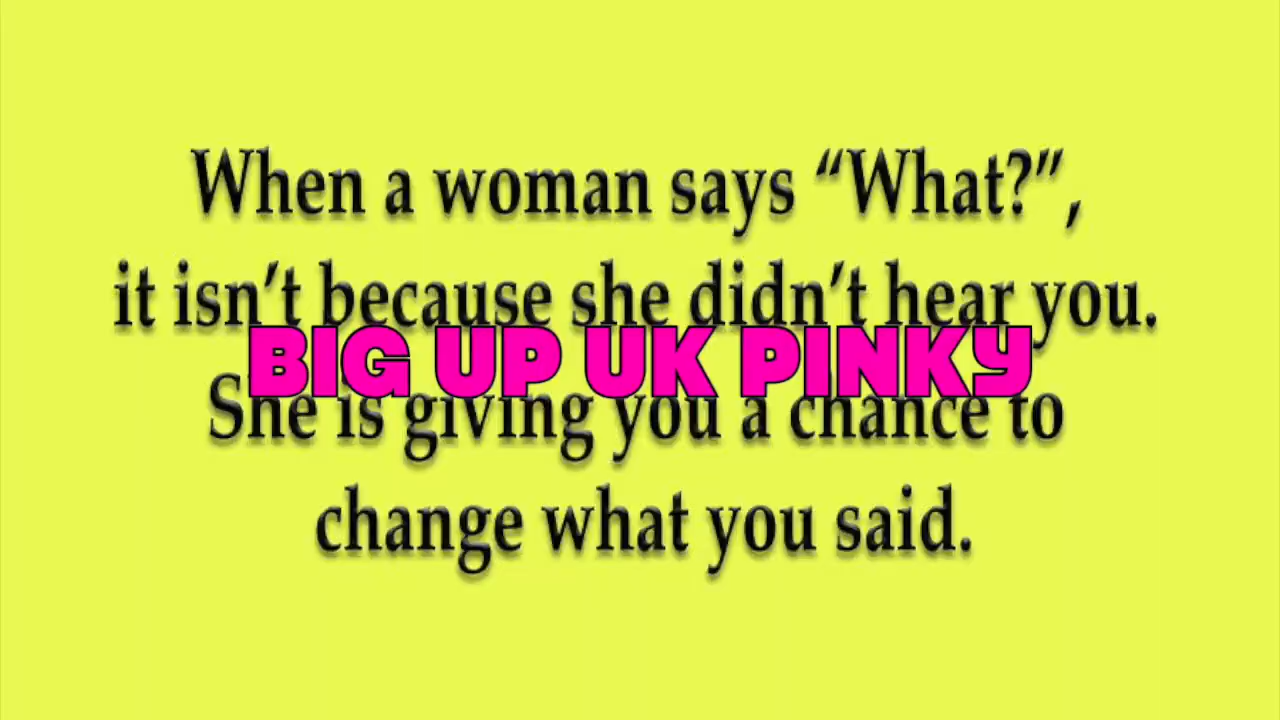 When a woman says “What?”,
it isn’t because she didn’t hear you.
BIG UP UK PINKY
She is giving you a chance to
change what you said.